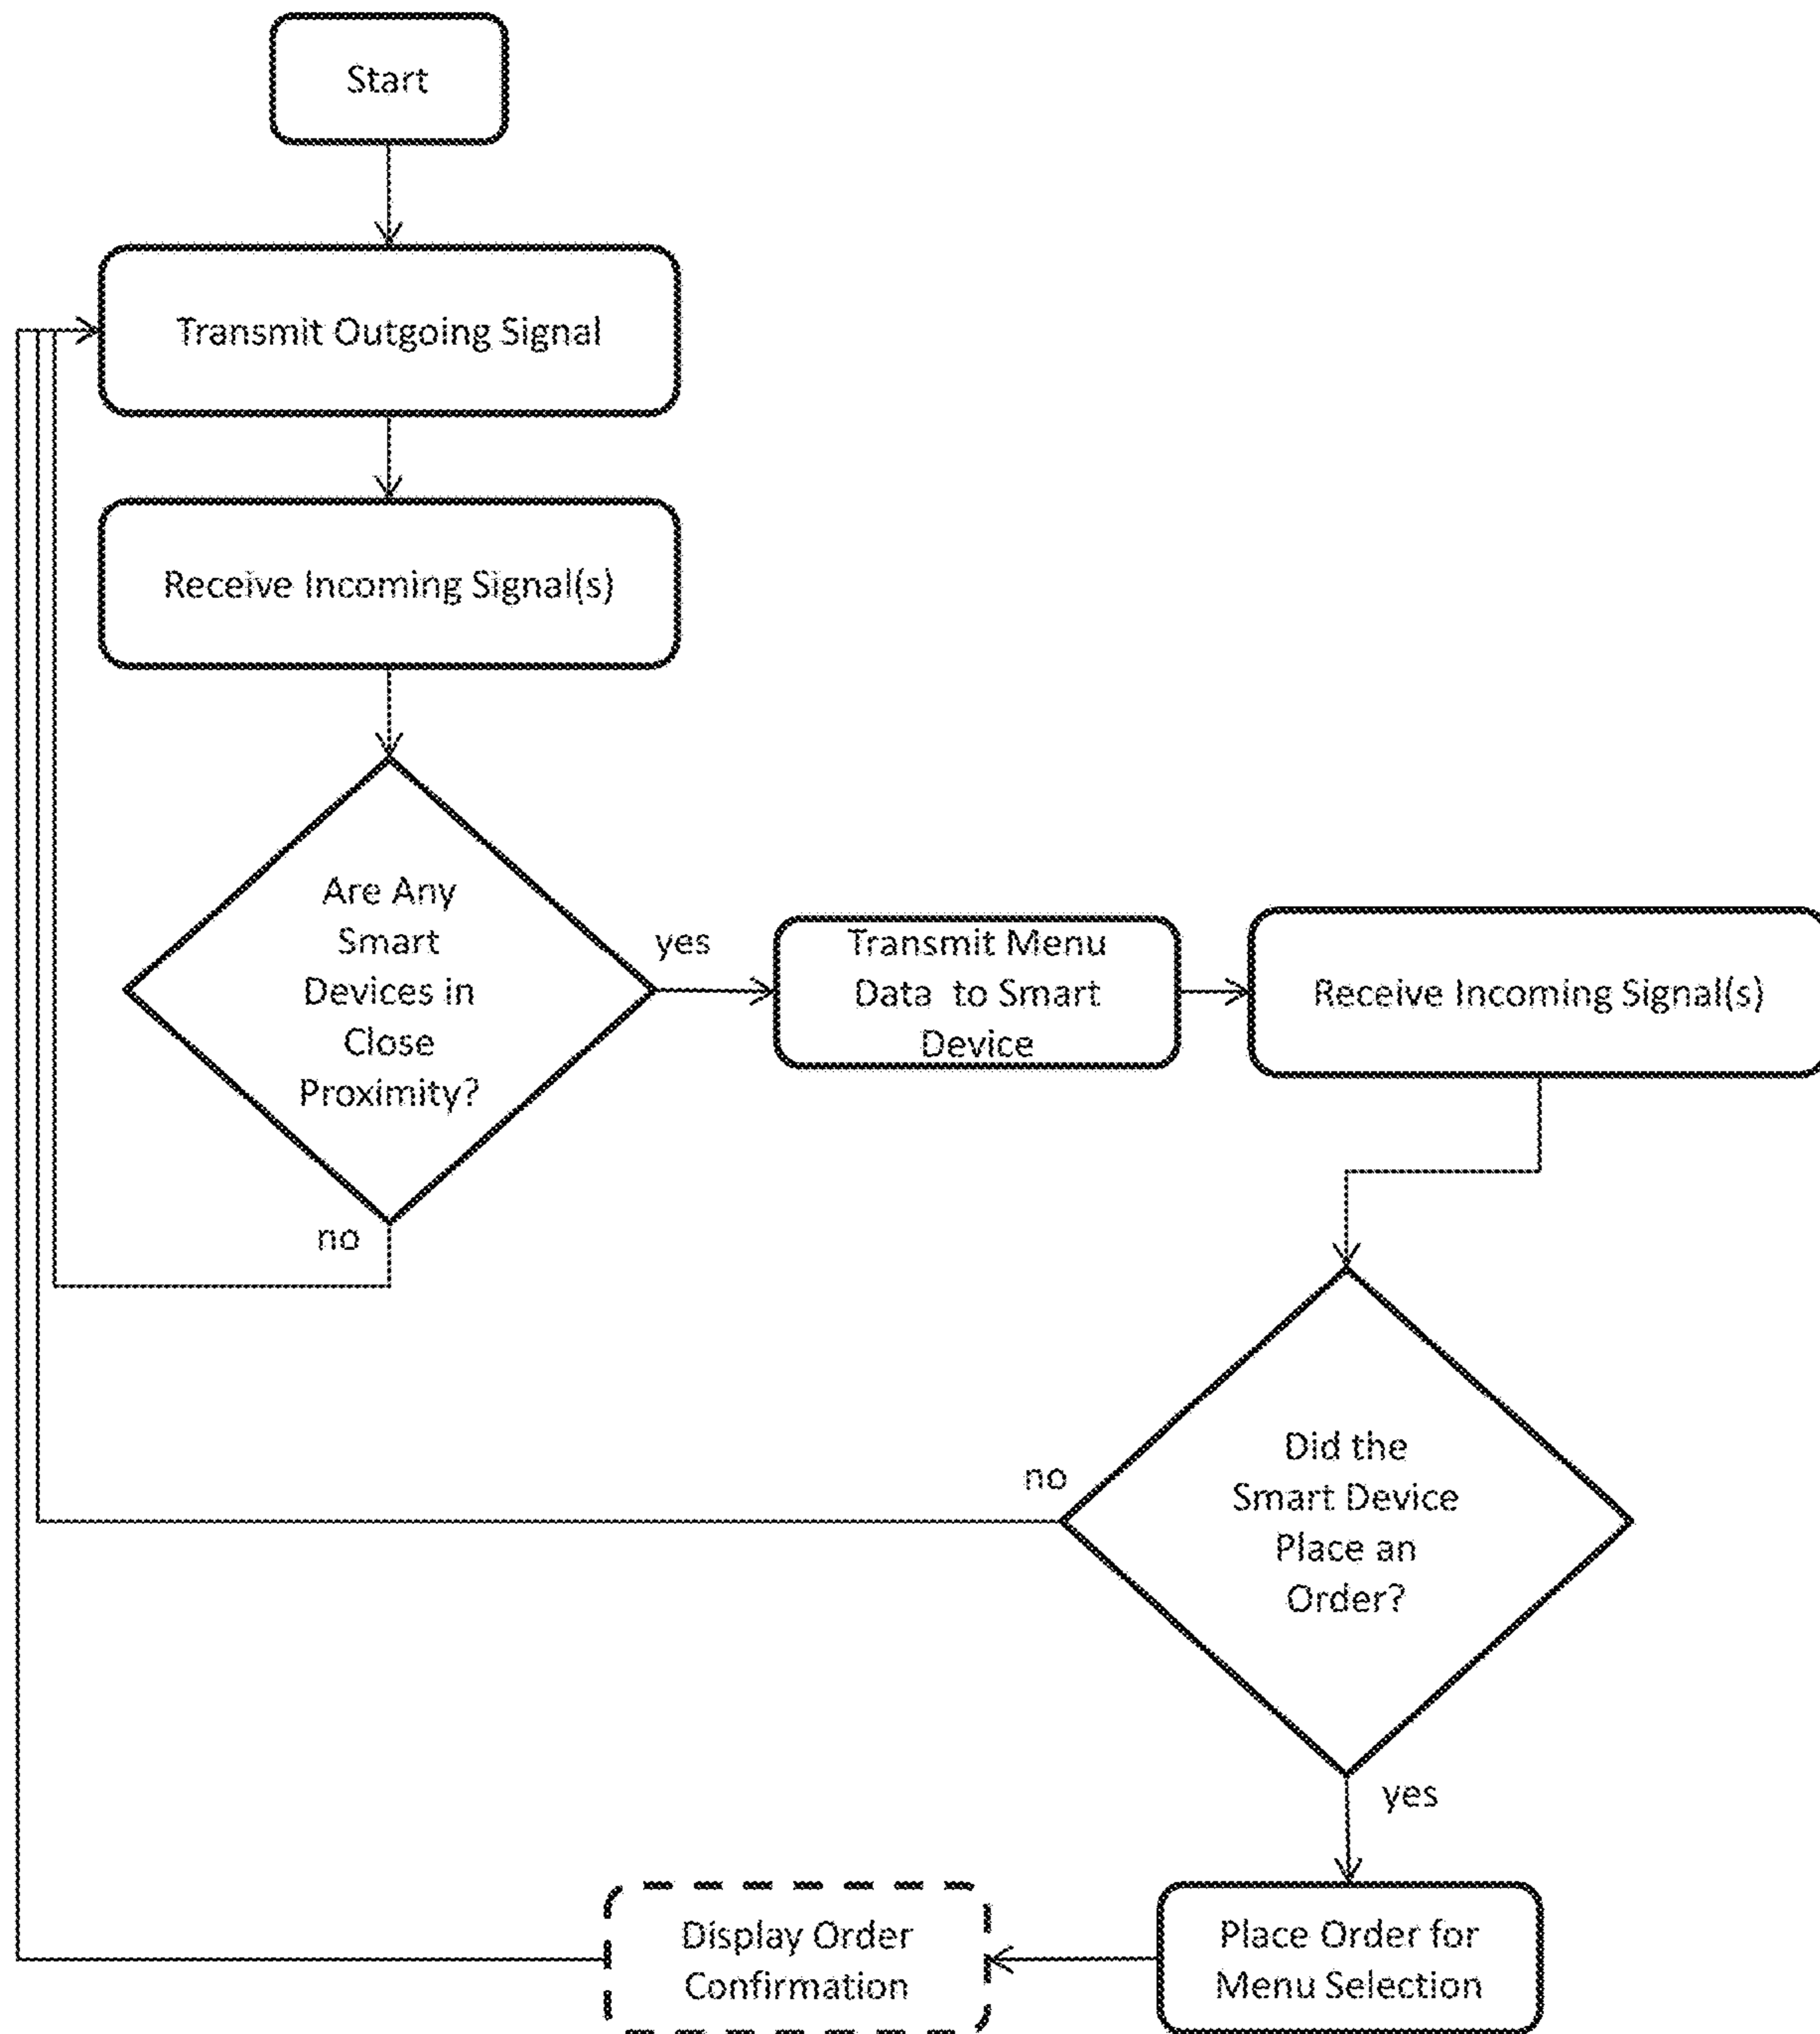 Start
Transmit Outgoing Signal
Receive Incoming Signal(s)
Are Any
Smart
Devices in
Close
Proximity?
yes
no
Transmit Menu
Data to Smart
Device
Receive Incoming Signal(s)
Did the
Smart Device
Place an
Order?
no
yes
Place Order for
Menu Selection
Display Order
Confirmation